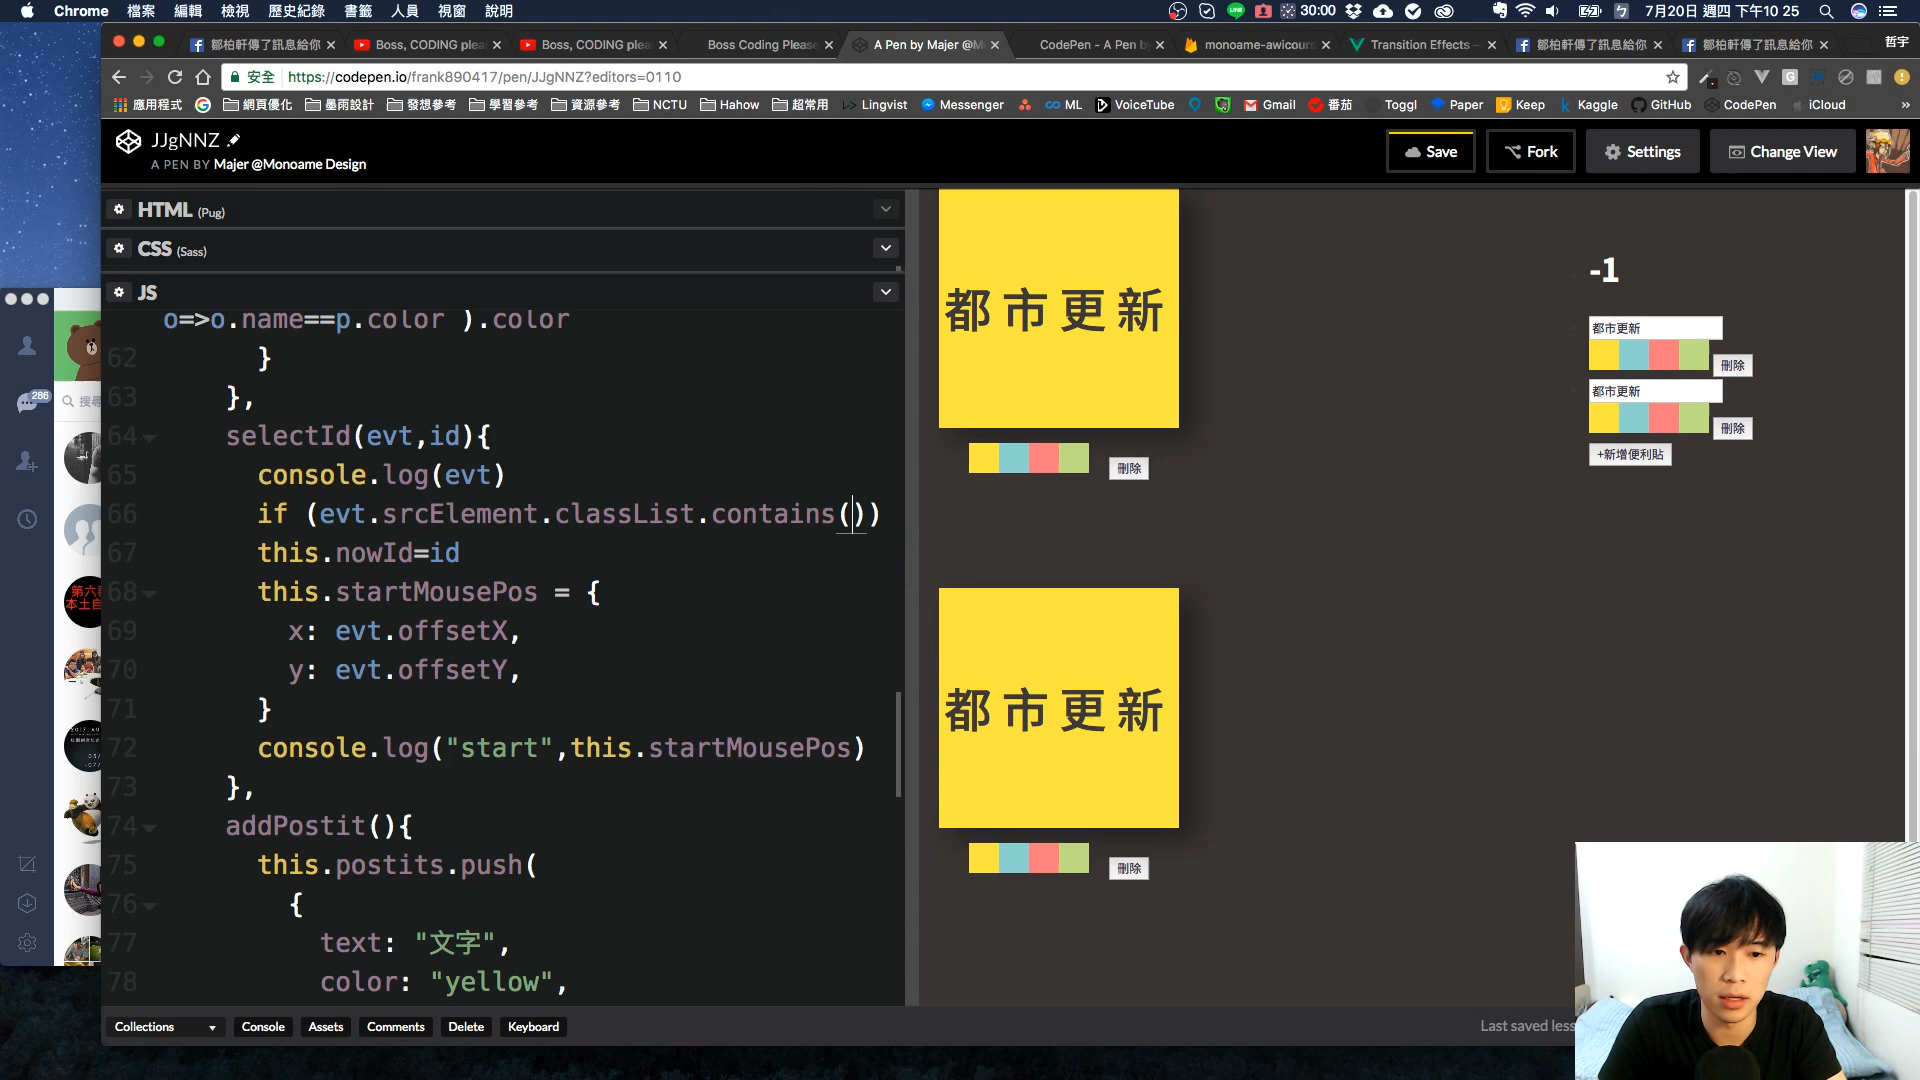 Chrome 檔案 編輯 檢視 歷史紀錄 書籤 人員 視窗 說明 30:00 7月20日 週四 下午10 25
鄒柏軒傳了訊息給你 Boss, CODING plea Boss, CODING plea Boss Coding Please A Pen by Majer @M CodePen - A Pen by monoame-awicours Transition Effects 鄒柏軒傳了訊息給你 鄒柏軒傳了訊息給你 哲宇
安全 https://codepen.io/frank890417/pen/JJgNNZ?editors=0110
應用程式 網頁優化 墨雨設計 發想參考 學習參考 資源參考 NCTU Hahow 超常用 Lingvist Messenger ML VoiceTube Gmail 番茄 Toggl Paper Keep Kaggle GitHub CodePen iCloud »
JJgNNZ
A PEN BY Majer @Monoame Design
Save Fork Settings Change View
HTML (Pug)
CSS (Sass)
JS
o=>o.name==p.color ).color
62 }
63 },
64 selectId(evt,id){
65 console.log(evt)
66 if (evt.srcElement.classList.contains())
67 this.nowId=id
68 this.startMousePos = {
69 x: evt.offsetX,
70 y: evt.offsetY,
71 }
72 console.log("start",this.startMousePos)
73 },
74 addPostit(){
75 this.postits.push(
76 {
77 text: "文字",
78 color: "yellow",
都市更新
刪除
都市更新
刪除
-1
都市更新
刪除
都市更新
刪除
+新增便利貼
286
搜尋
第六
本土自
Collections Console Assets Comments Delete Keyboard
Last saved less